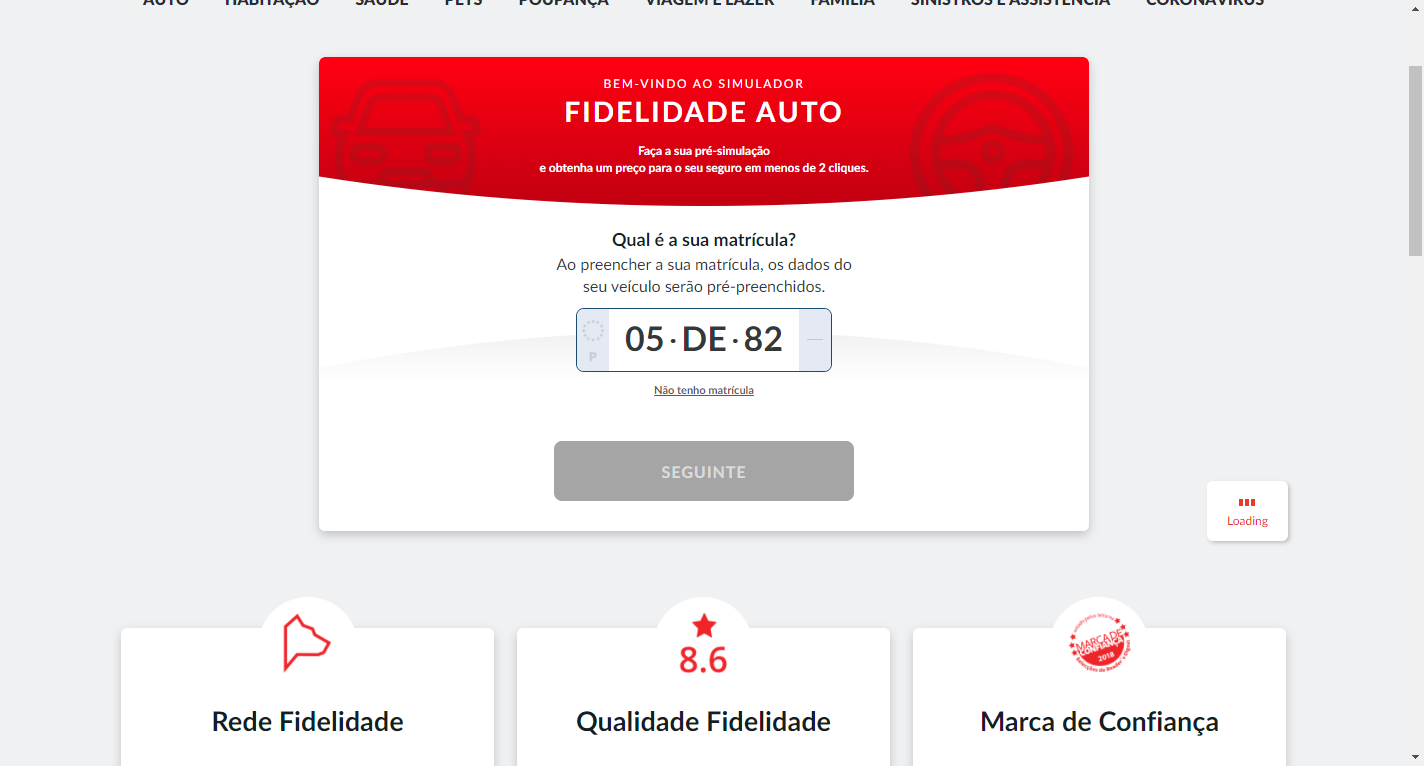 AUTO HABITAÇÃO SAÚDE PETS POUPANÇA VIAGEM E LAZER FAMÍLIA SINISTROS E ASSISTÊNCIA CORONAVÍRUS
BEM-VINDO AO SIMULADOR
FIDELIDADE AUTO
Faça a sua pré-simulação
e obtenha um preço para o seu seguro em menos de 2 cliques.
Qual é a sua matrícula?
Ao preencher a sua matrícula, os dados do
seu veículo serão pré-preenchidos.
P
05·DE·82
Não tenho matrícula
SEGUINTE
Loading
8.6
MARCA DE
CONFIANÇA
2018
Rede Fidelidade
Qualidade Fidelidade
Marca de Confiança